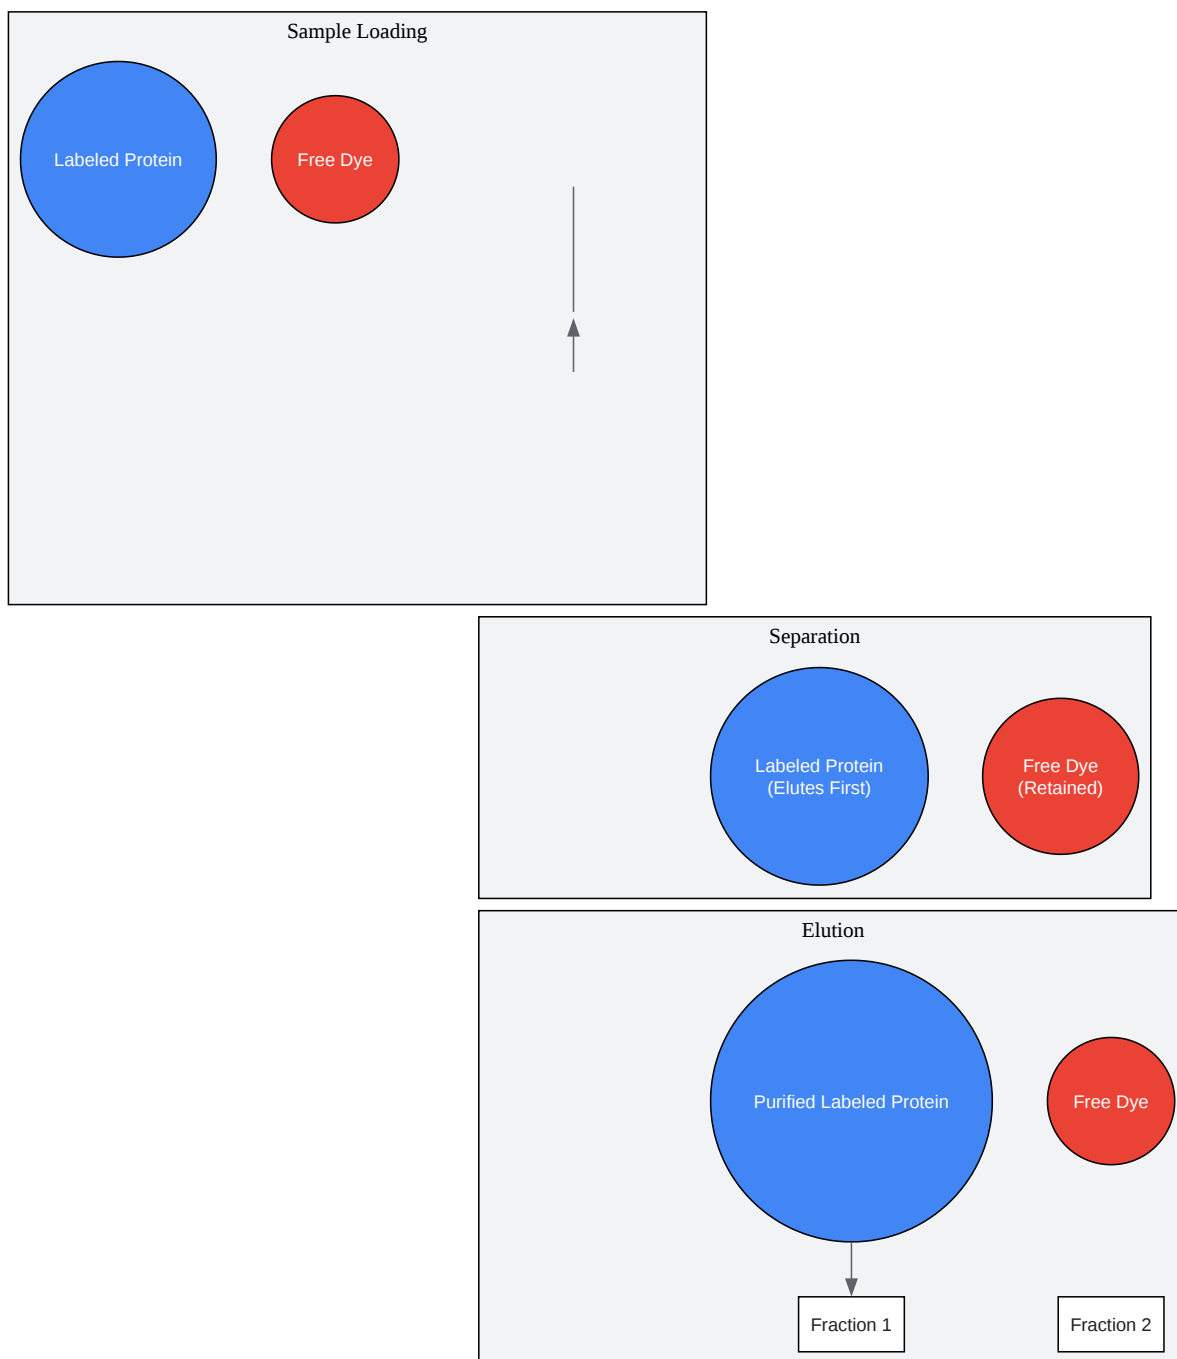 Sample Loading
Labeled Protein
Free Dye
Separation
Labeled Protein
(Elutes First)
Free Dye
(Retained)
Elution
Purified Labeled Protein
Free Dye
Fraction 1
Fraction 2